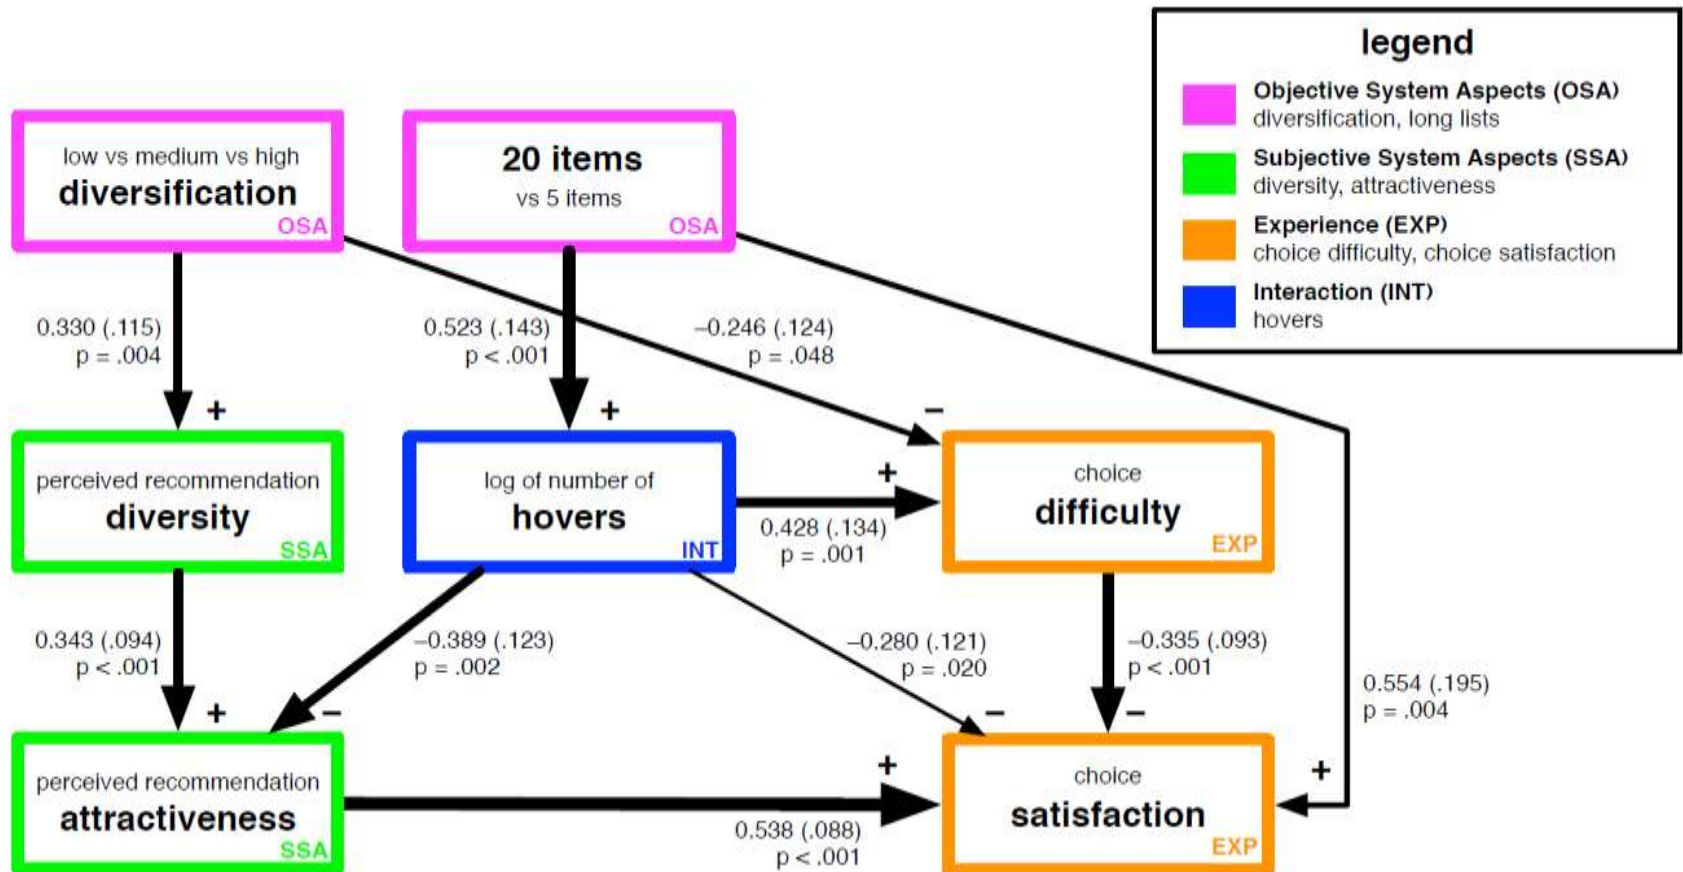 legend
Objective System Aspects (OSA)
diversification, long lists
Subjective System Aspects (SSA)
diversity, attractiveness
Experience (EXP)
choice difficulty, choice satisfaction
Interaction (INT)
hovers
low vs medium vs high
diversification
OSA
20 items
vs 5 items
OSA
0.330 (.115)
p = .004
+
0.523 (.143)
p < .001
+
−0.246 (.124)
p = .048
−
perceived recommendation
diversity
SSA
log of number of
hovers
INT
+
0.428 (.134)
p = .001
choice
difficulty
EXP
0.343 (.094)
p < .001
+
−0.389 (.123)
p = .002
−
−0.280 (.121)
p = .020
−
−0.335 (.093)
p < .001
−
0.554 (.195)
p = .004
+
perceived recommendation
attractiveness
SSA
+
0.538 (.088)
p < .001
choice
satisfaction
EXP